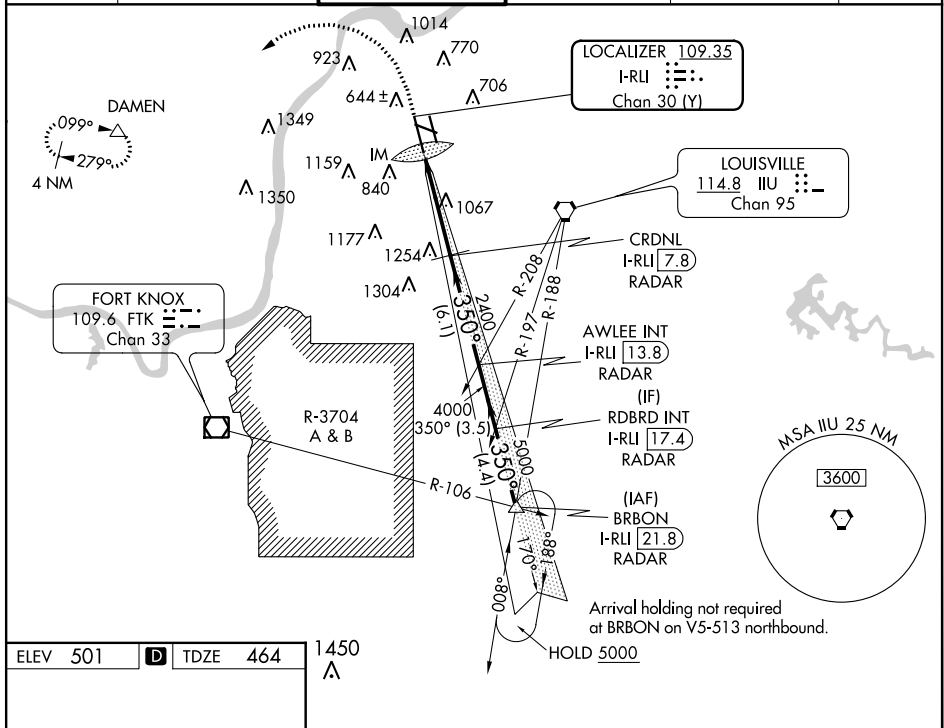 1014
923
770
644 ±
706
LOCALIZER 109.35
I-RLI
Chan 30 (Y)
DAMEN
099°
279°
4 NM
1349
1159
IM
840
1350
1067
LOUISVILLE
114.8 IIU
Chan 95
1177
1254
1304
CRDNL
I-RLI 7.8
RADAR
R-208
R-197
R-188
2400
350°
(6.1)
FORT KNOX
109.6 FTK
Chan 33
AWLEE INT
I-RLI 13.8
RADAR
R-3704
A & B
4000
350° (3.5)
(IF)
RDBRD INT
I-RLI 17.4
RADAR
5000
350°
(4.4)
R-106
(IAF)
BRBON
I-RLI 21.8
RADAR
MSA IIU 25 NM
3600
170°
188°
008°
Arrival holding not required
at BRBON on V5-513 northbound.
HOLD 5000
ELEV 501 D TDZE 464
1450